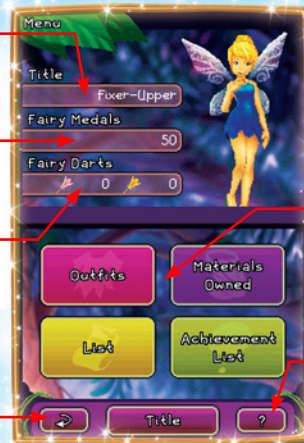 Menu
Title
Fixer-Upper
Fairy Medals
50
Fairy Darts
0 0
Outfits
Materials
Owned
List
Achievement
List
Title
?